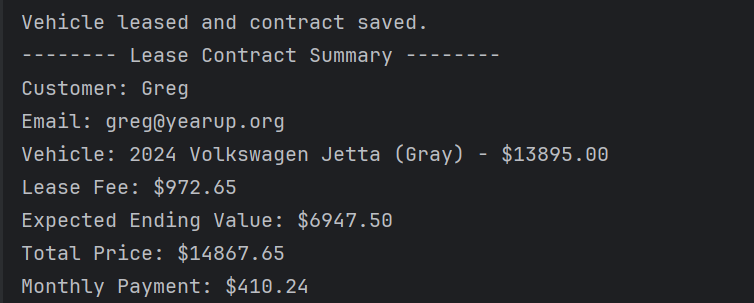 Vehicle leased and contract saved.
-------- Lease Contract Summary --------
Customer: Greg
Email: greg@yearup.org
Vehicle: 2024 Volkswagen Jetta (Gray) - $13895.00
Lease Fee: $972.65
Expected Ending Value: $6947.50
Total Price: $14867.65
Monthly Payment: $410.24